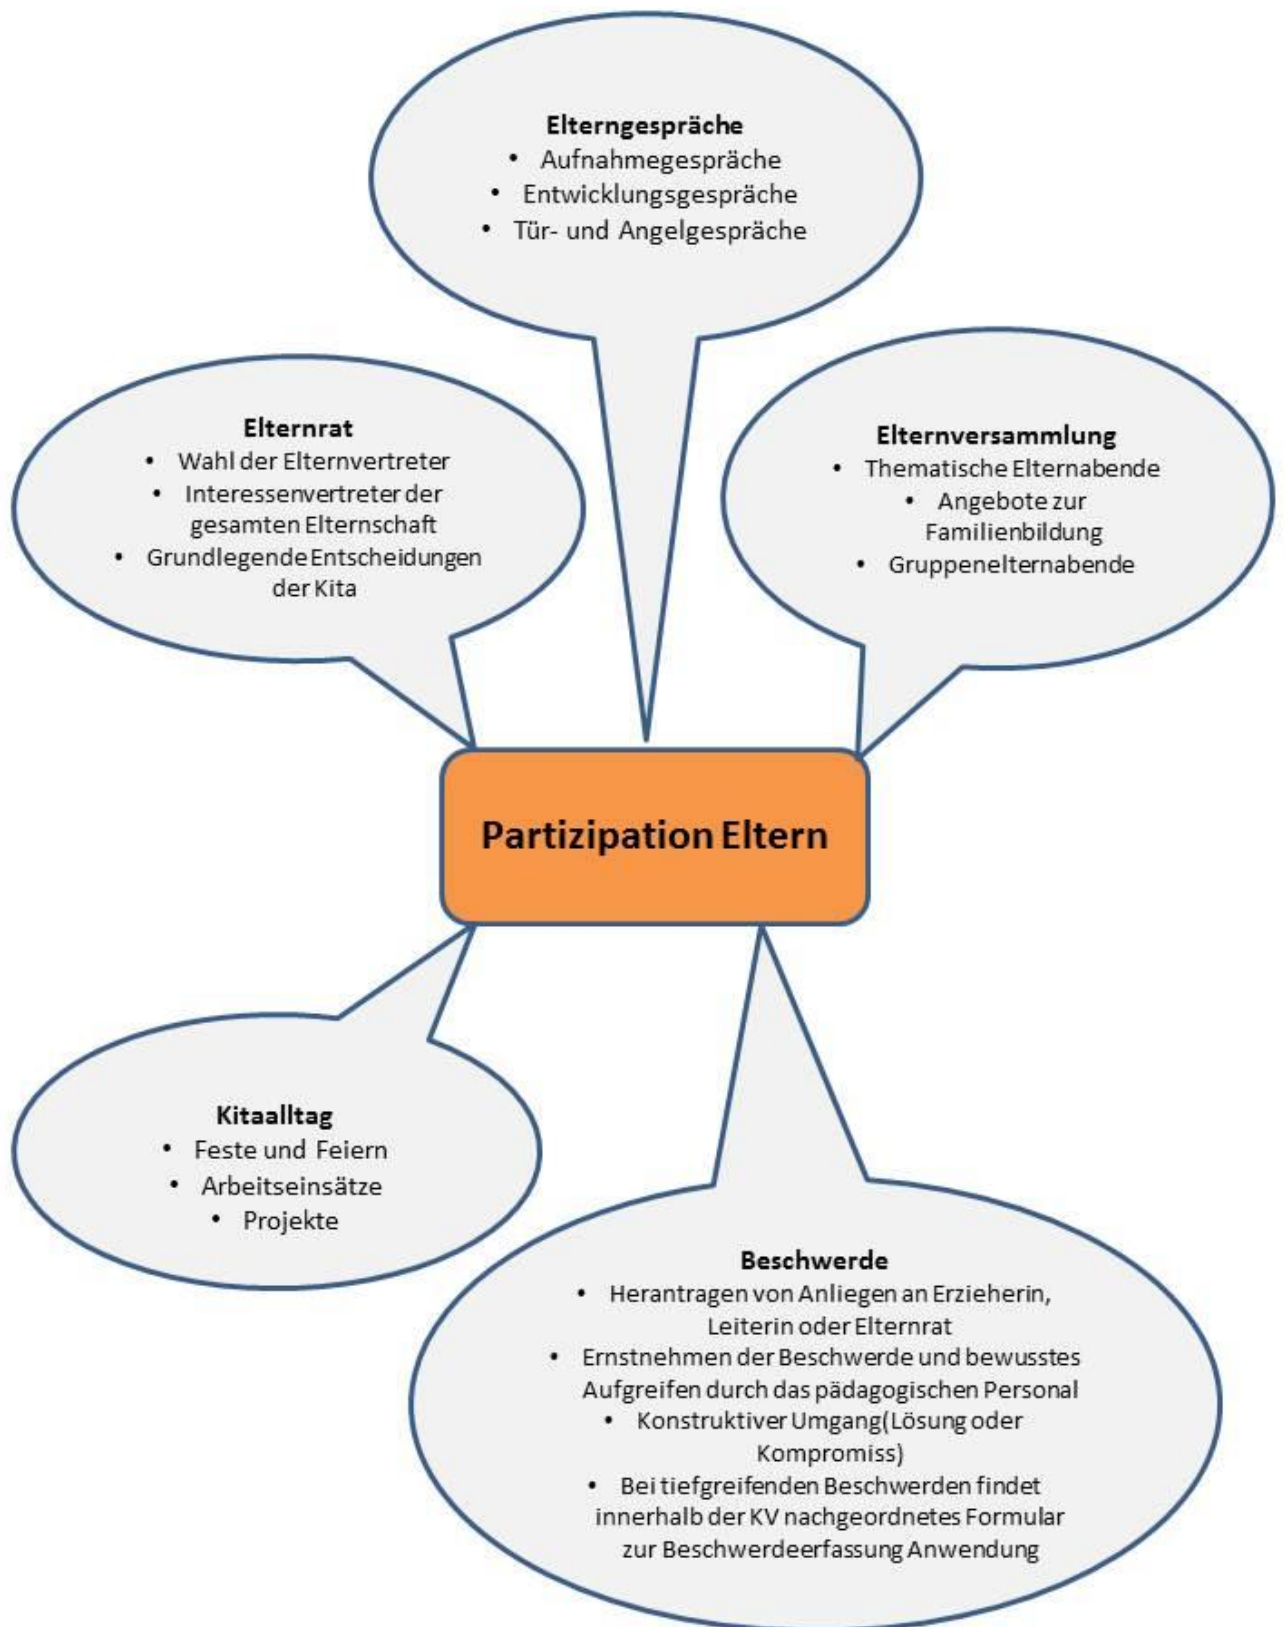 Elterngespräche
• Aufnahmegespräche
• Entwicklungsgespräche
• Tür- und Angelgespräche
Elternrat
• Wahl der Elternvertreter
• Interessenvertreter der
gesamten Elternschaft
• Grundlegende Entscheidungen
der Kita
Elternversammlung
• Thematische Elternabende
• Angebote zur
Familienbildung
• Gruppenelternabende
Partizipation Eltern
Kitaalltag
• Feste und Feiern
• Arbeitseinsätze
• Projekte
Beschwerde
• Herantragen von Anliegen an Erzieherin,
Leiterin oder Elternrat
• Ernstnehmen der Beschwerde und bewusstes
Aufgreifen durch das pädagogischen Personal
• Konstruktiver Umgang(Lösung oder
Kompromiss)
• Bei tiefgreifenden Beschwerden findet
innerhalb der KV nachgeordnetes Formular
zur Beschwerdeerfassung Anwendung